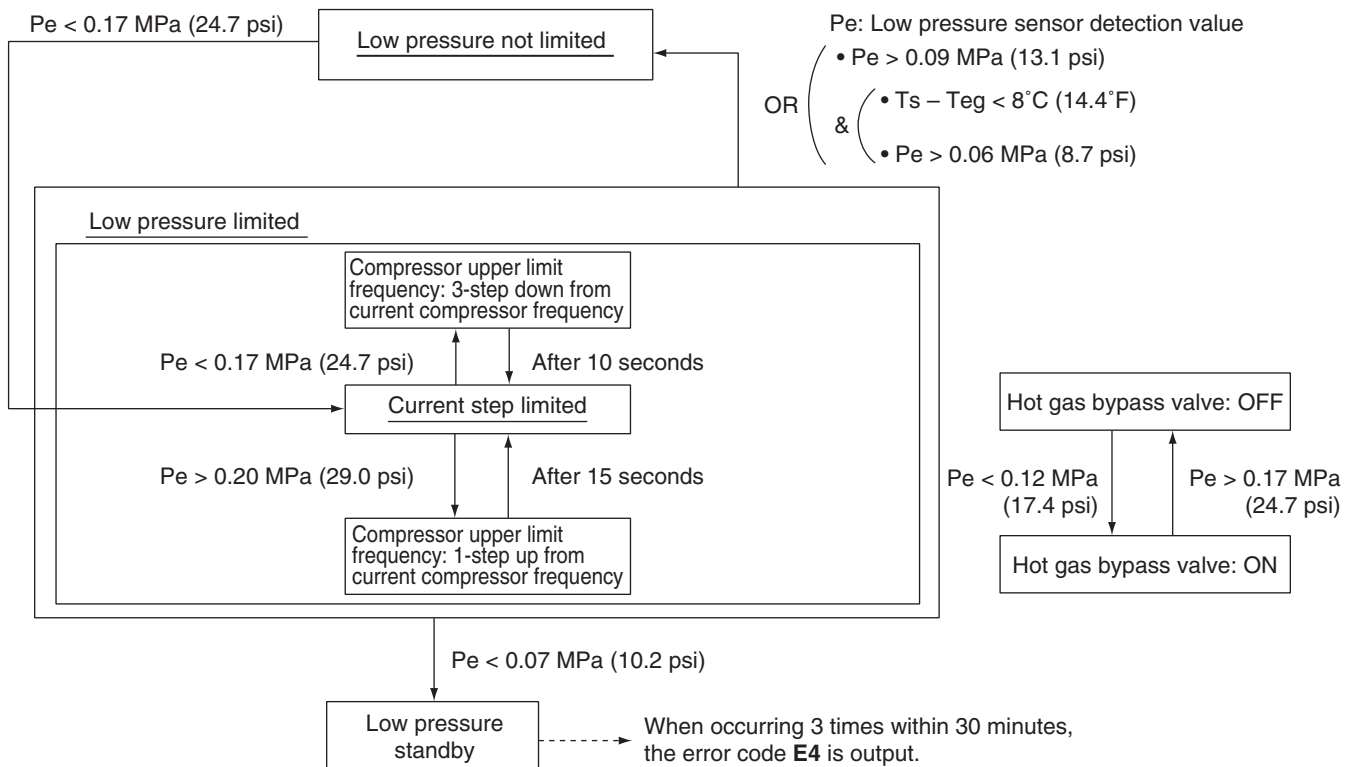 Pe < 0.17 MPa (24.7 psi)
Low pressure not limited
Pe: Low pressure sensor detection value
OR
• Pe > 0.09 MPa (13.1 psi)
&
• Ts – Teg < 8˚C (14.4˚F)
• Pe > 0.06 MPa (8.7 psi)
Low pressure limited
Compressor upper limit
frequency: 3-step down from
current compressor frequency
Pe < 0.17 MPa (24.7 psi)
After 10 seconds
Current step limited
Pe > 0.20 MPa (29.0 psi)
After 15 seconds
Compressor upper limit
frequency: 1-step up from
current compressor frequency
Hot gas bypass valve: OFF
Pe < 0.12 MPa
(17.4 psi)
Pe > 0.17 MPa
(24.7 psi)
Hot gas bypass valve: ON
Pe < 0.07 MPa (10.2 psi)
Low pressure
standby
When occurring 3 times within 30 minutes,
the error code E4 is output.